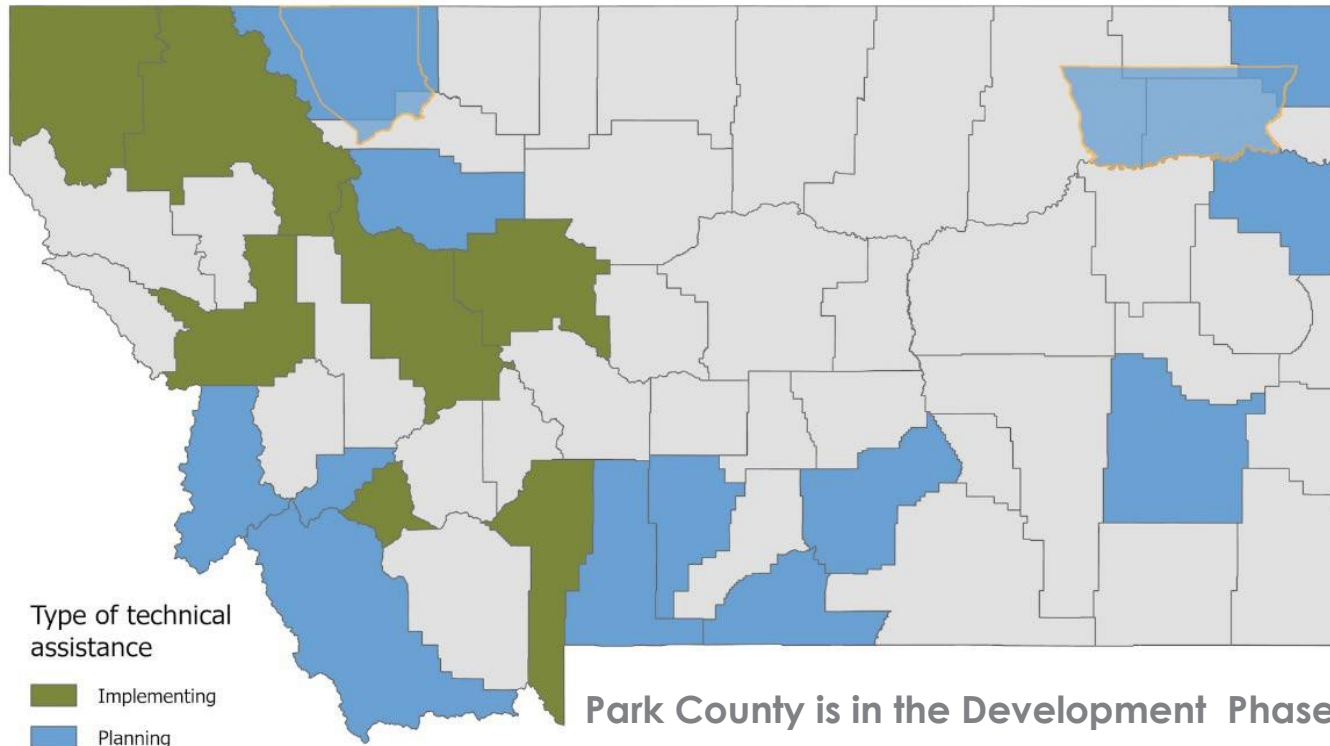 Type of technical
assistance
Implementing
Planning
Park County is in the Development Phase